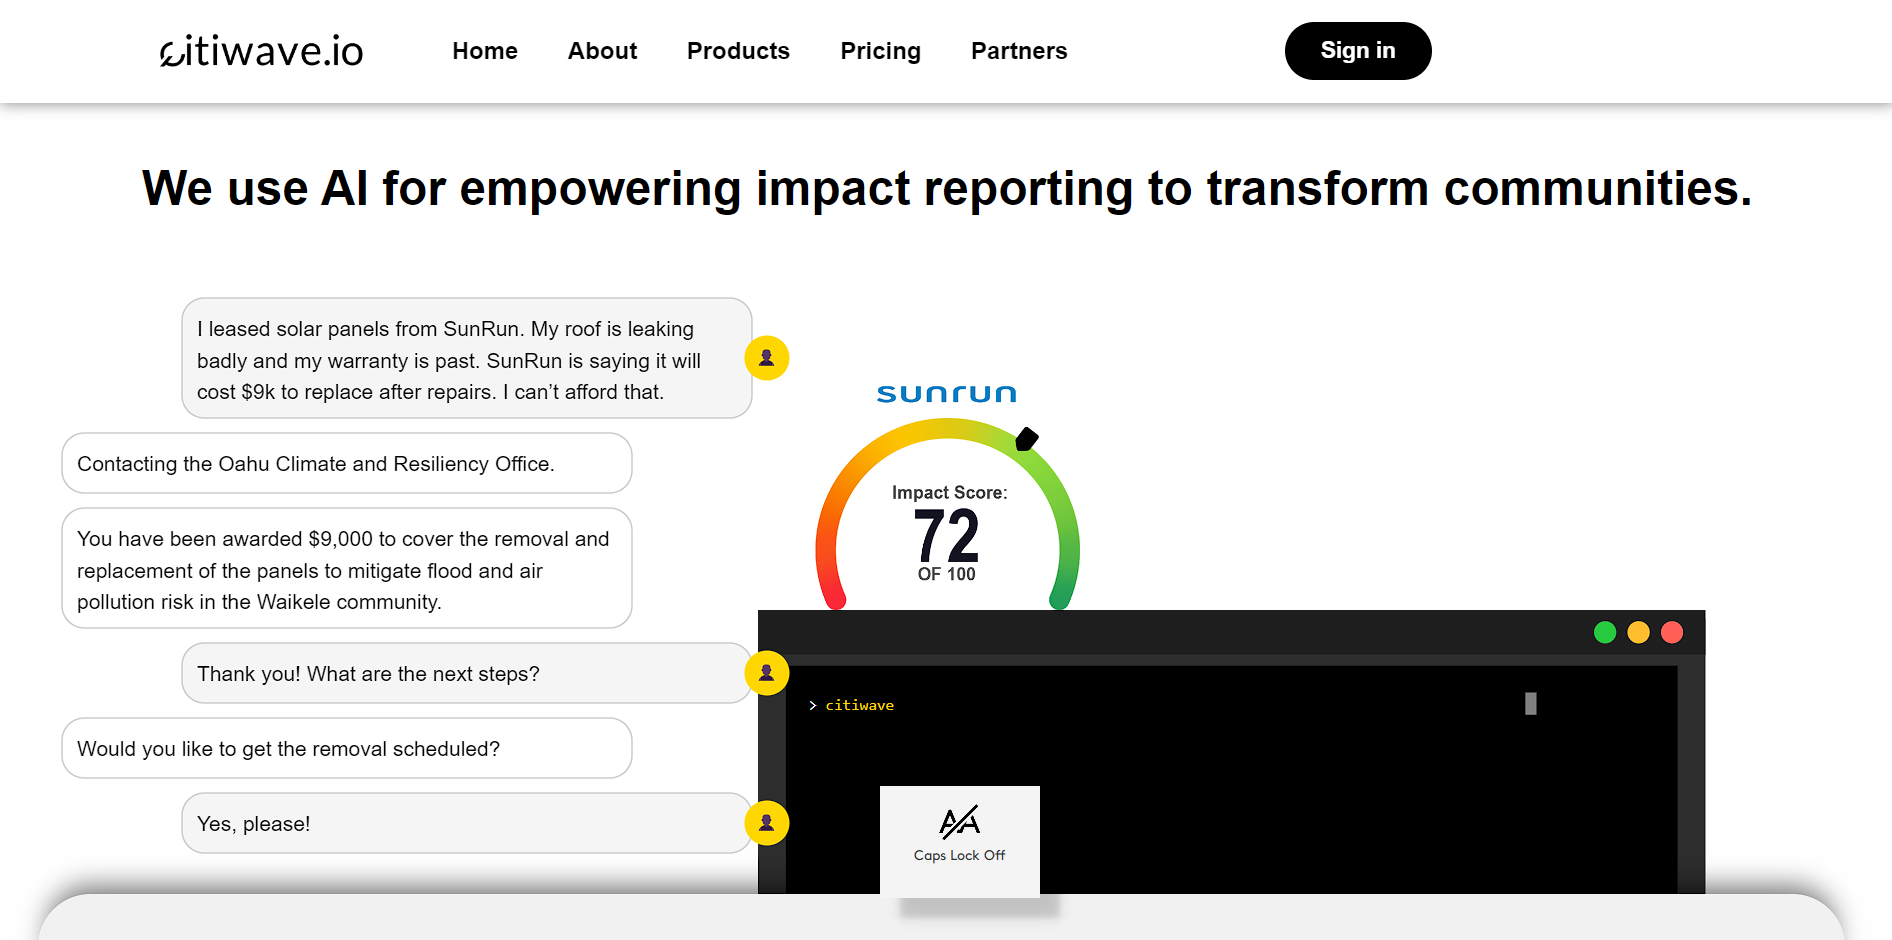 citiwave.io
Home
About
Products
Pricing
Partners
Sign in
We use AI for empowering impact reporting to transform communities.
I leased solar panels from SunRun. My roof is leaking
badly and my warranty is past. SunRun is saying it will
cost $9k to replace after repairs. I can’t afford that.
Contacting the Oahu Climate and Resiliency Office.
You have been awarded $9,000 to cover the removal and
replacement of the panels to mitigate flood and air
pollution risk in the Waikele community.
Thank you! What are the next steps?
Would you like to get the removal scheduled?
Yes, please!
sunrun
Impact Score:
72
OF 100
> citiwave
AA
Caps Lock Off